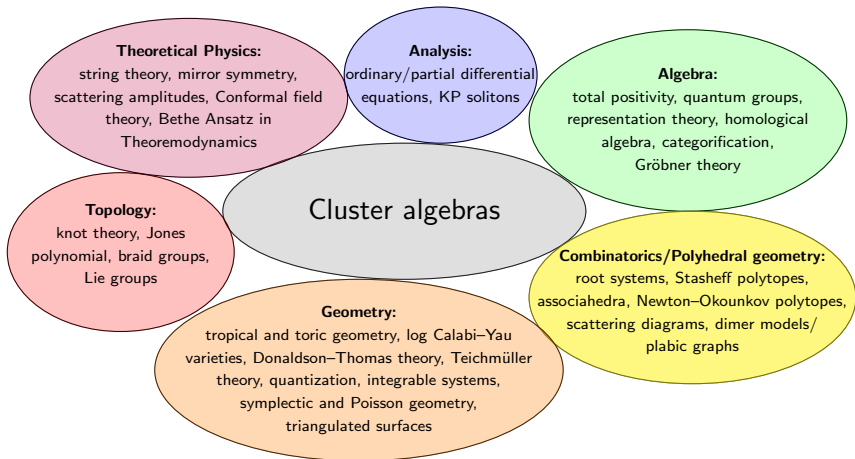 Theoretical Physics:
string theory, mirror symmetry,
scattering amplitudes, Conformal field
theory, Bethe Ansatz in
Theoremodynamics
Analysis:
ordinary/partial differential
equations, KP solitons
Algebra:
total positivity, quantum groups,
representation theory, homological
algebra, categorification,
Gröbner theory
Cluster algebras
Topology:
knot theory, Jones
polynomial, braid groups,
Lie groups
Combinatorics/Polyhedral geometry:
root systems, Stasheff polytopes,
associahedra, Newton–Okounkov polytopes,
scattering diagrams, dimer models/
plabic graphs
Geometry:
tropical and toric geometry, log Calabi–Yau
varieties, Donaldson–Thomas theory, Teichmüller
theory, quantization, integrable systems,
symplectic and Poisson geometry,
triangulated surfaces